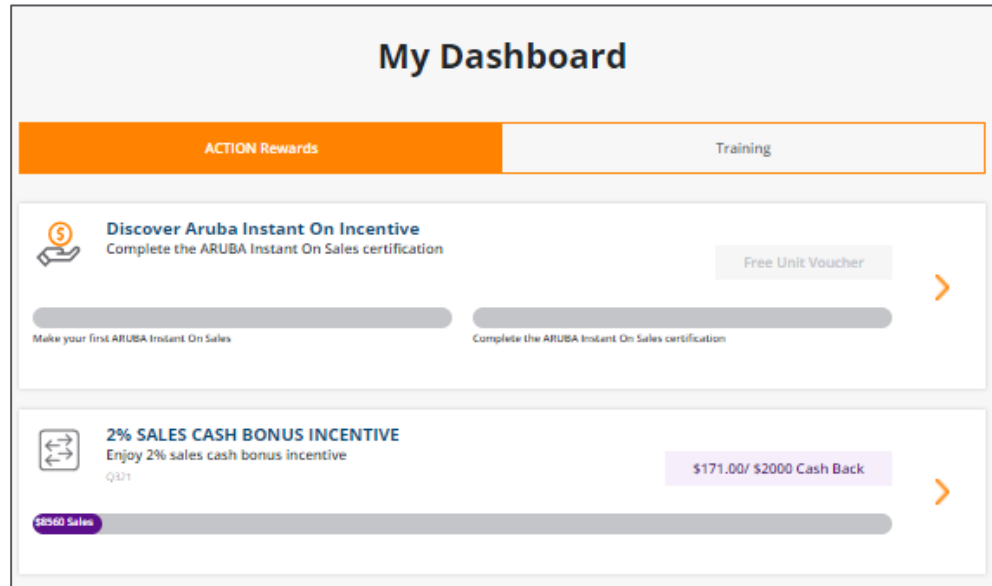 My Dashboard
ACTION Rewards
Training
Discover Aruba Instant On Incentive
Complete the ARUBA Instant On Sales certification
Free Unit Voucher
Make your first ARUBA Instant On Sales
Complete the ARUBA Instant On Sales certification
2% SALES CASH BONUS INCENTIVE
Enjoy 2% sales cash bonus incentive
Q321
$171.00/ $2000 Cash Back
$8560 Sales